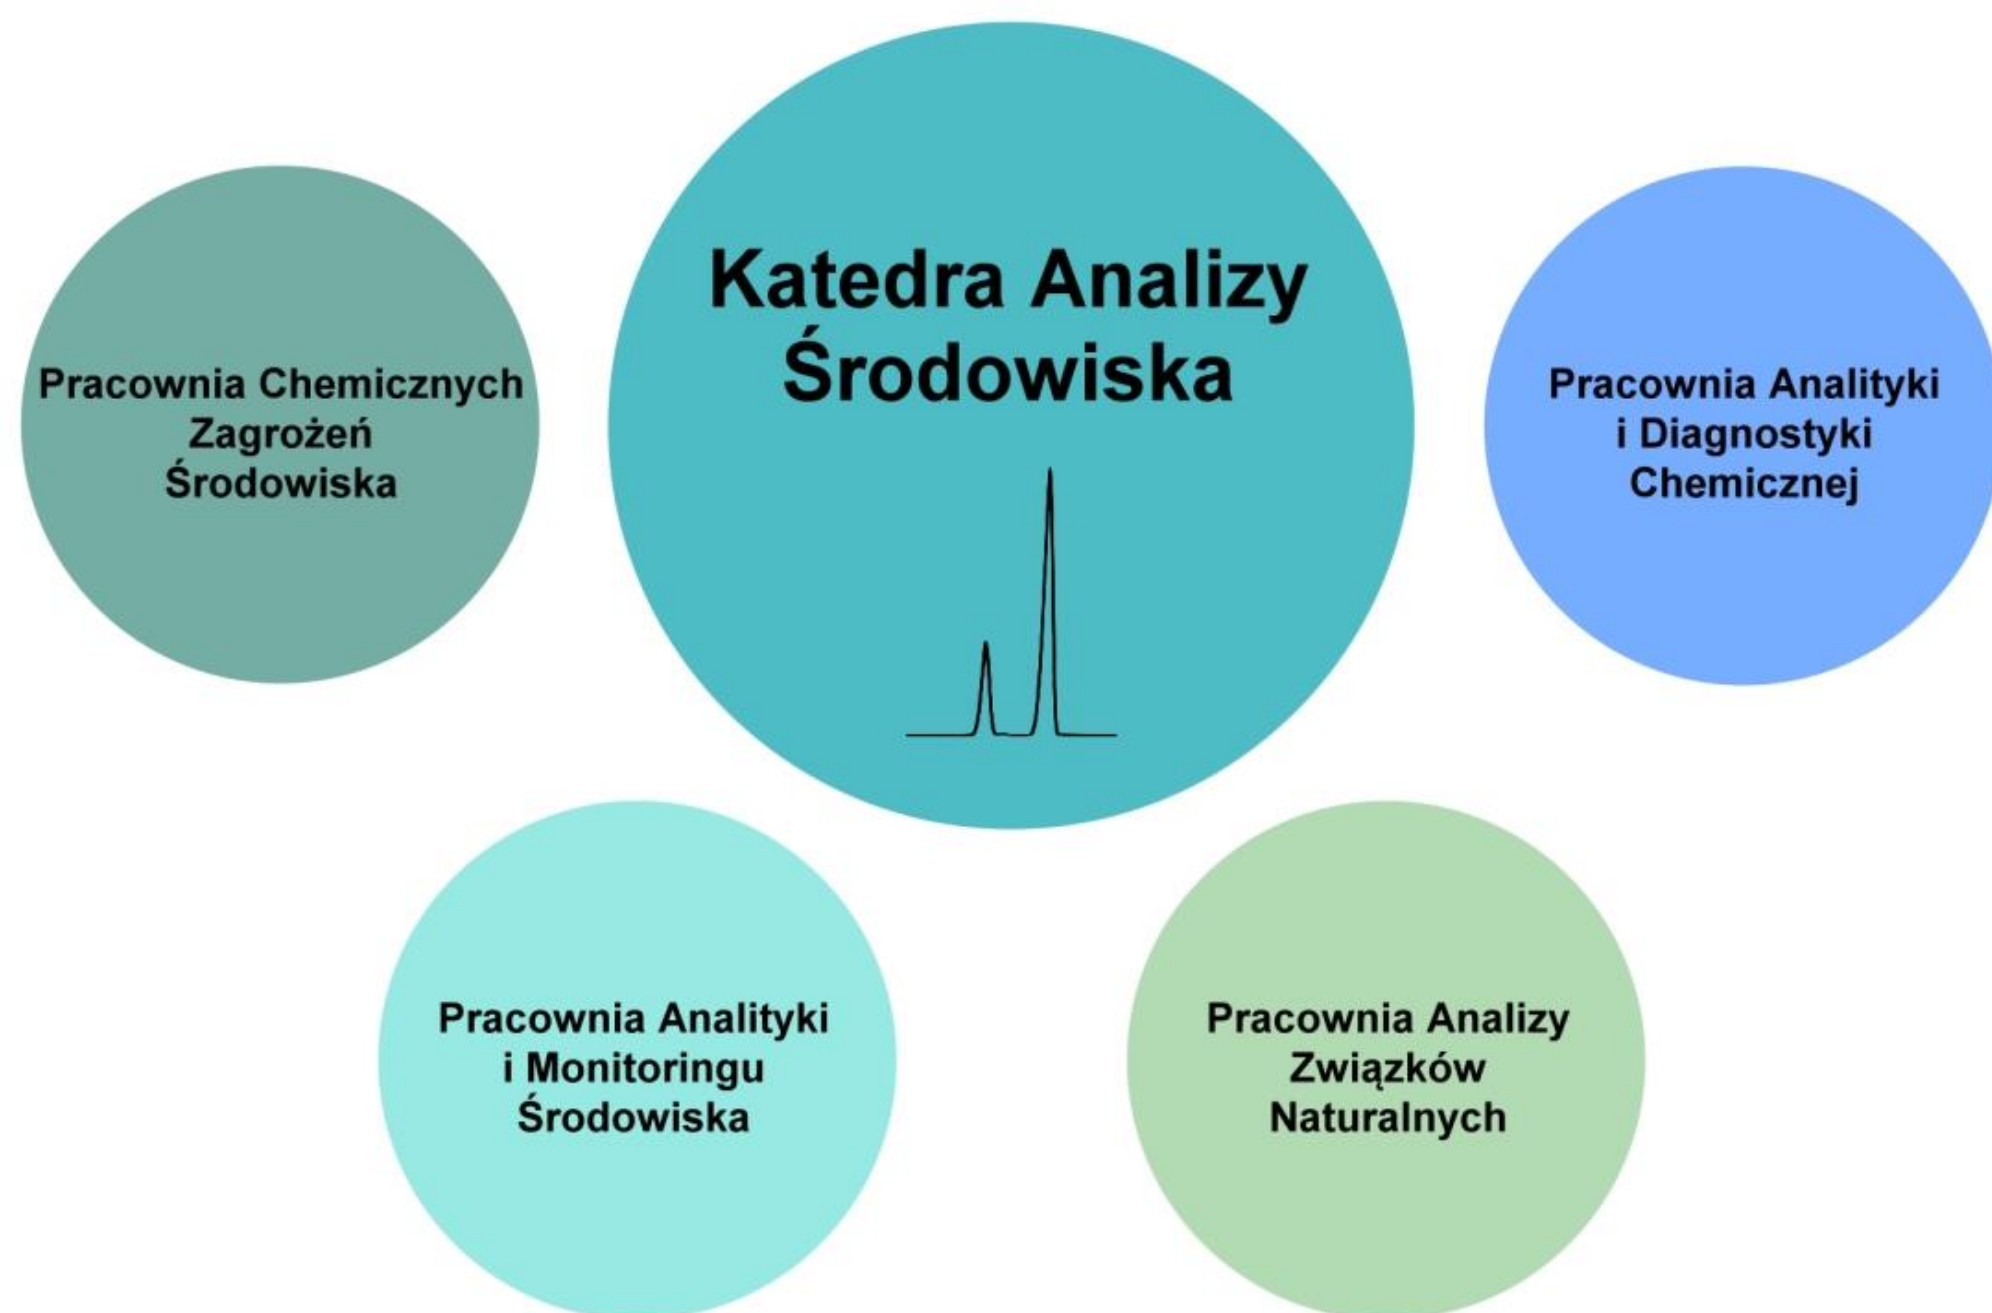 Katedra Analizy
Środowiska
Pracownia Chemicznych
Zagrożeń
Środowiska
Pracownia Analityki
i Diagnostyki
Chemicznej
Pracownia Analityki
i Monitoringu
Środowiska
Pracownia Analizy
Związków
Naturalnych